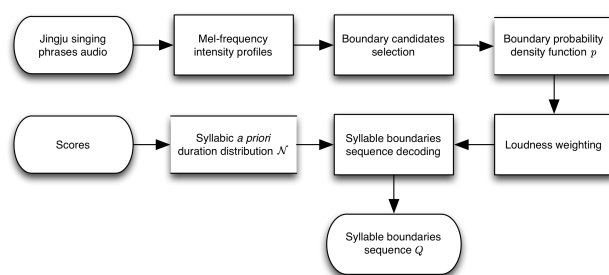 Jingju singing
phrases audio
Mel-frequency
intensity profiles
Boundary candidates
selection
Boundary probability
density function p
Scores
Syllabic a priori
duration distribution 𝒩
Syllable boundaries
sequence decoding
Loudness weighting
Syllable boundaries
sequence Q